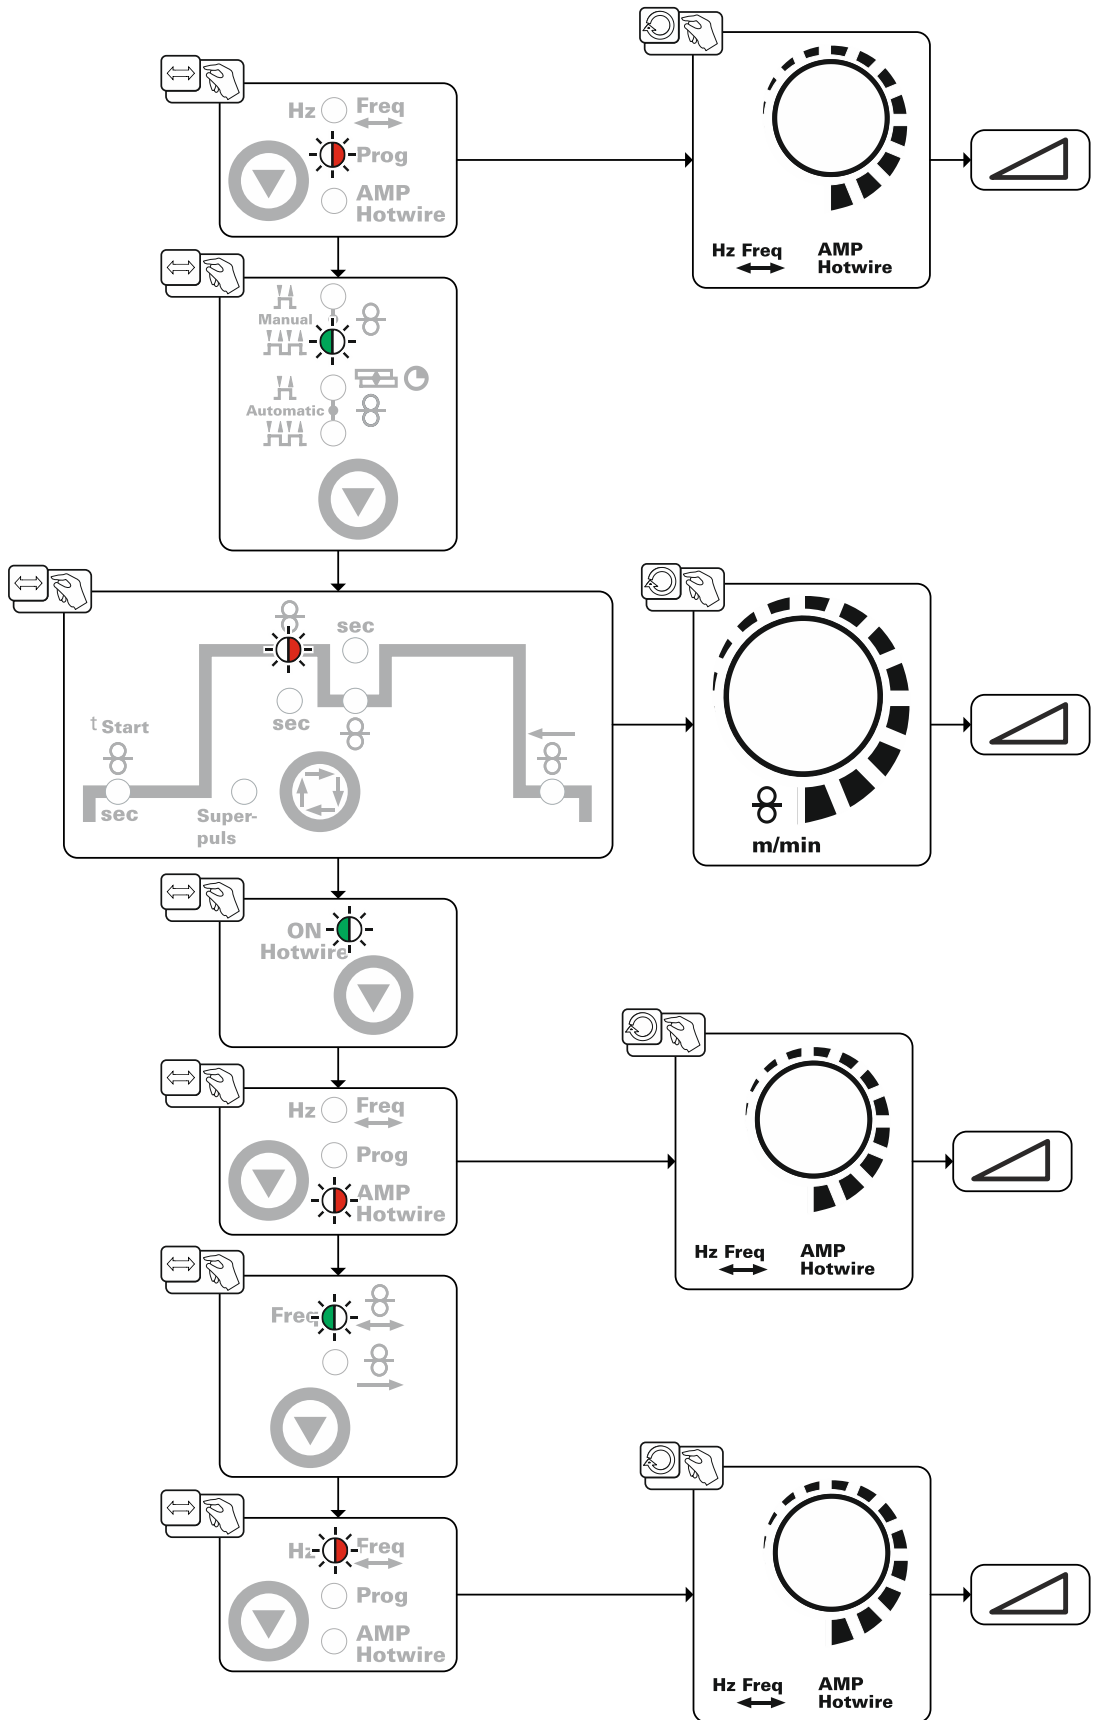 Hz Freq
Prog
AMP
Hotwire
Hz Freq AMP
Hotwire
Manual
Automatic
sec
sec
t Start
sec
Super-
puls
m/min
ON
Hotwire
Hz Freq
Prog
AMP
Hotwire
Hz Freq AMP
Hotwire
Freq
Hz Freq
Prog
AMP
Hotwire
Hz Freq AMP
Hotwire